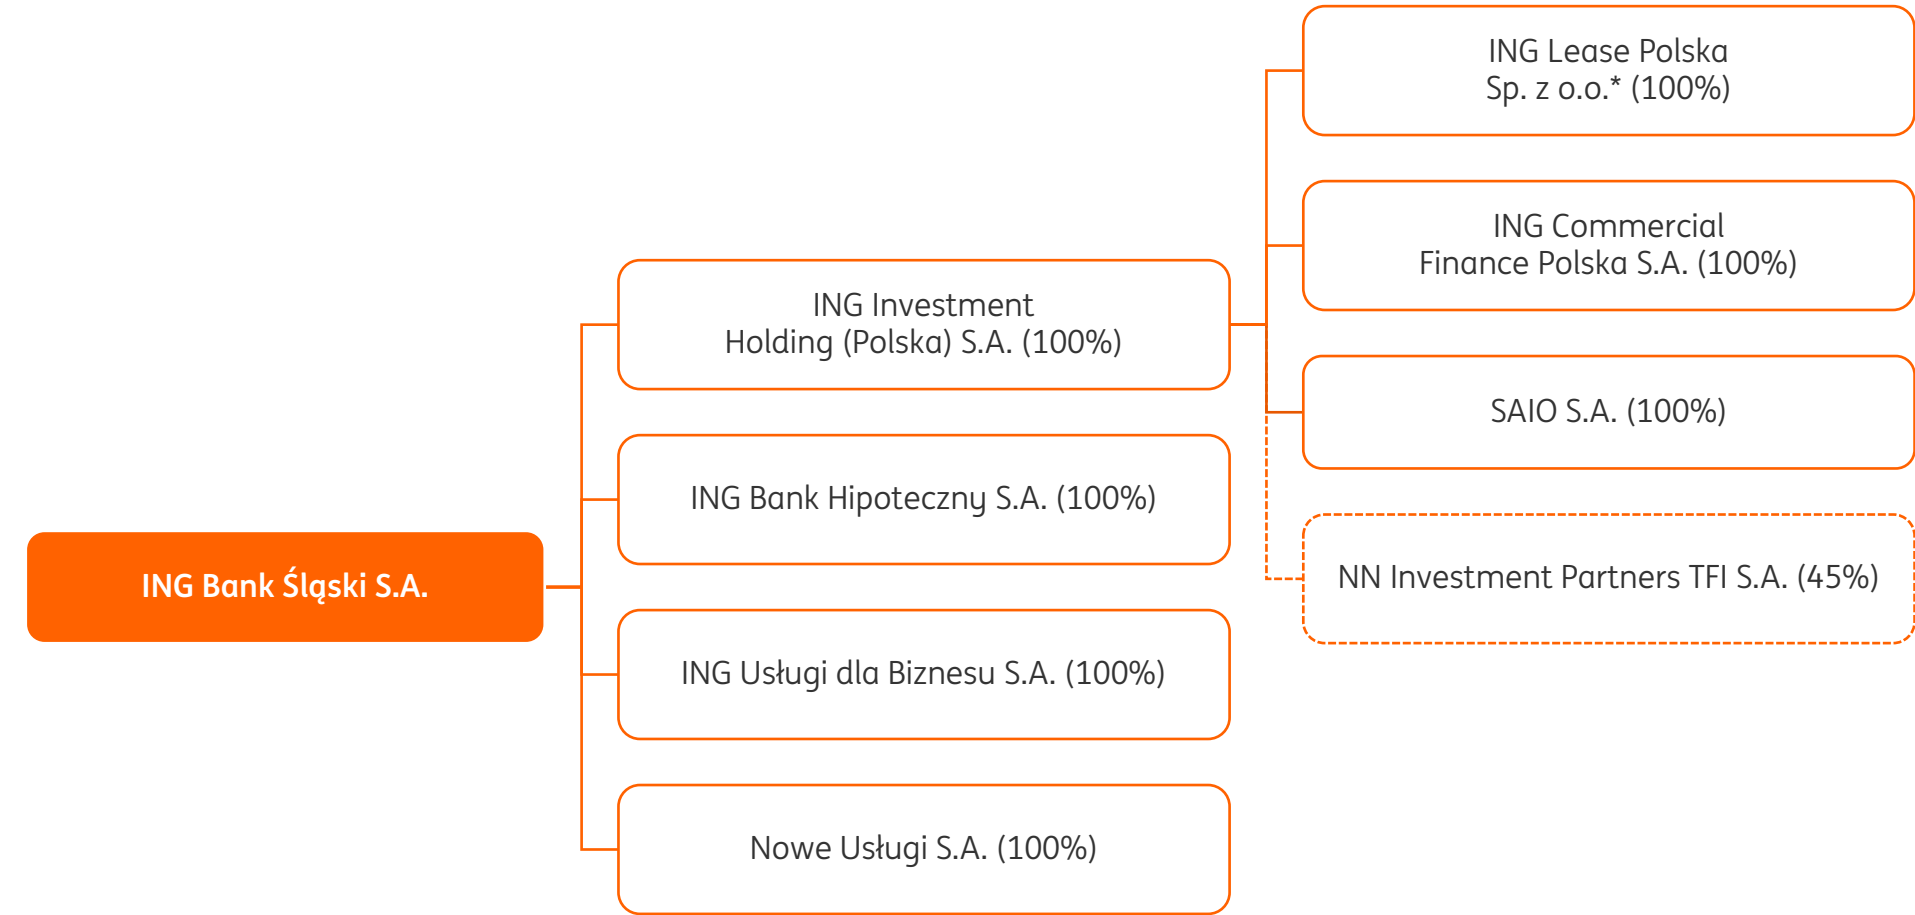 ING Bank Śląski S.A.
ING Investment
Holding (Polska) S.A. (100%)
ING Bank Hipoteczny S.A. (100%)
ING Usługi dla Biznesu S.A. (100%)
Nowe Usługi S.A. (100%)
ING Lease Polska
Sp. z o.o.* (100%)
ING Commercial
Finance Polska S.A. (100%)
SAIO S.A. (100%)
NN Investment Partners TFI S.A. (45%)